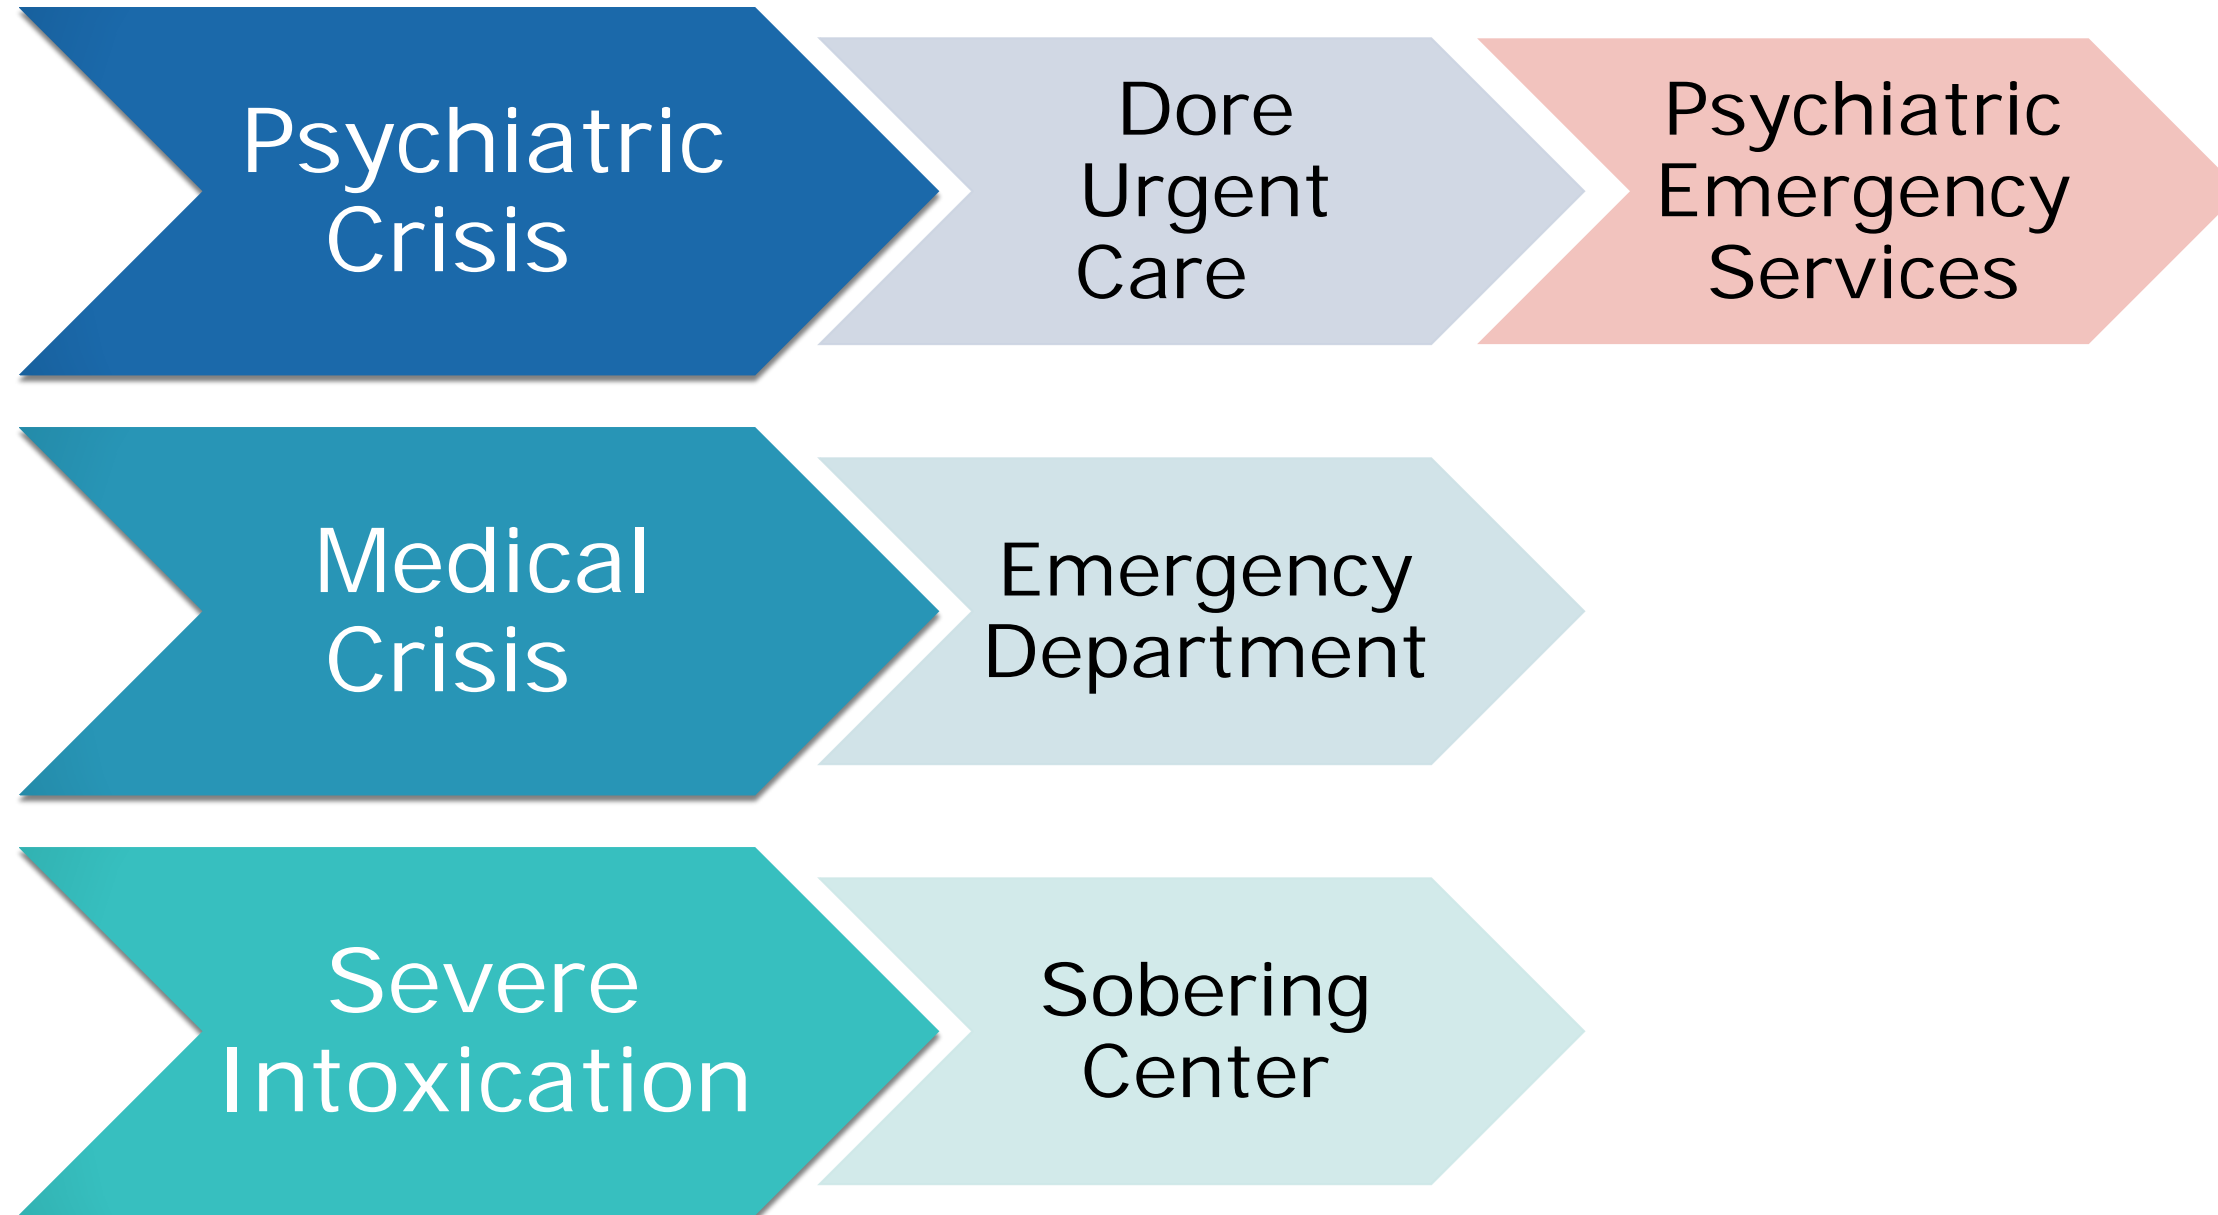 Psychiatric
Crisis
Dore
Urgent
Care
Psychiatric
Emergency
Services
Medical
Crisis
Emergency
Department
Severe
Intoxication
Sobering
Center